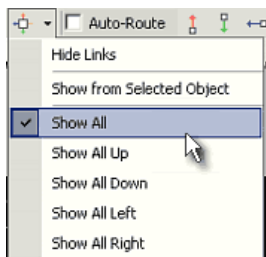 Auto-Route
Hide Links
Show from Selected Object
Show All
Show All Up
Show All Down
Show All Left
Show All Right